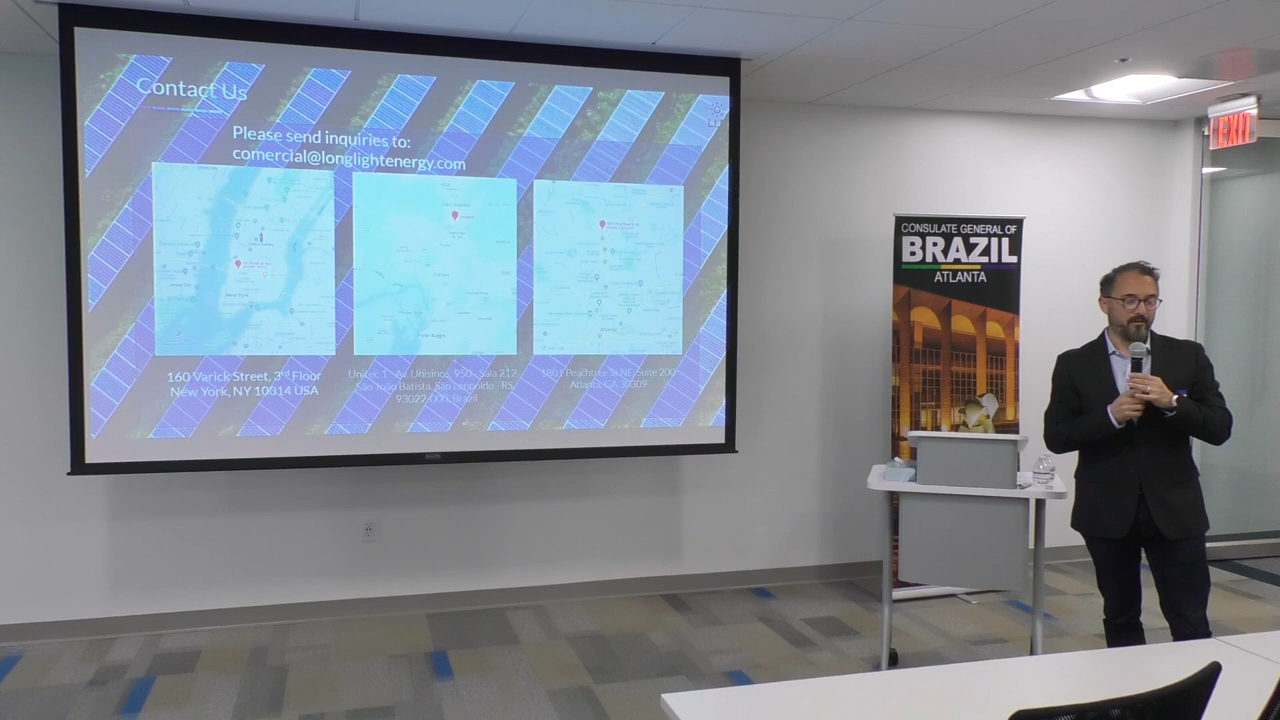 Contact Us
Please send inquiries to:
comercial@longlightenergy.com
160 Varick Street, 3rd Floor
New York, NY 10814 USA
Unitec 1 - Av. Unisinos, 950 - Sala 212
São João Batista, São Leopoldo - RS
93022-000, Brazil
1801 Peachtree St NE, Suite 200
Atlanta, GA 30309
CONSULATE GENERAL OF
BRAZIL
ATLANTA
EXIT